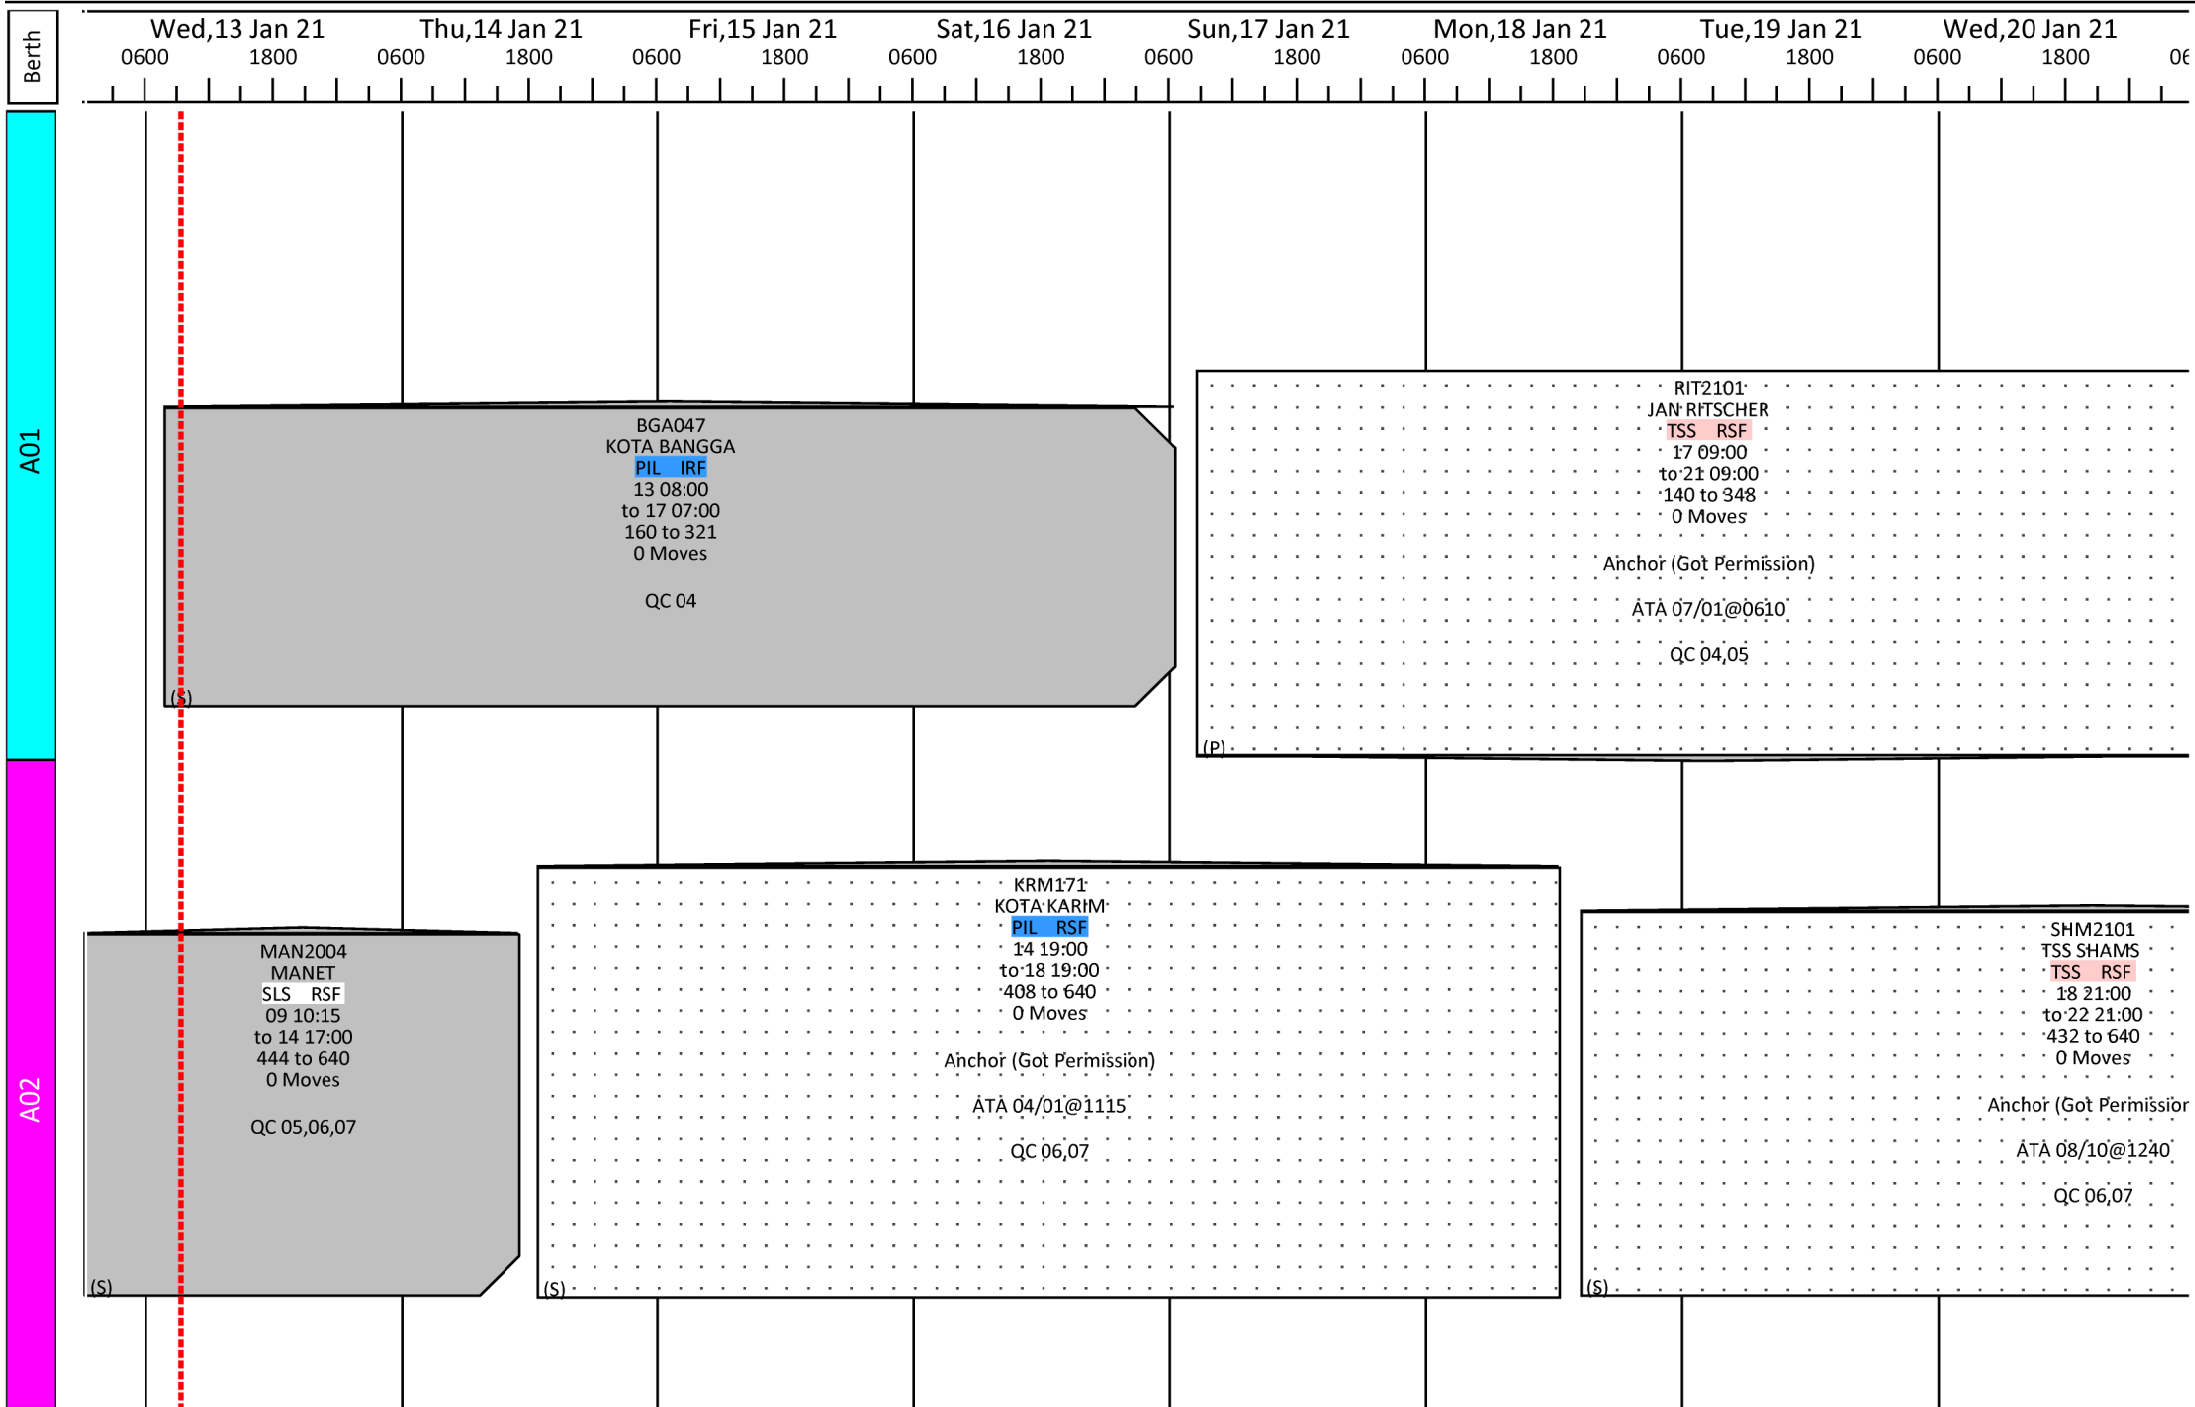 Berth
Wed,13 Jan 21 Thu,14 Jan 21 Fri,15 Jan 21 Sat,16 Jan 21 Sun,17 Jan 21 Mon,18 Jan 21 Tue,19 Jan 21 Wed,20 Jan 21
0600 1800 0600 1800 0600 1800 0600 1800 0600 1800 0600 1800 0600 1800 0600 1800 06
A01
BGA047
KOTA BANGGA
PIL IRF
13 08:00
to 17 07:00
160 to 321
0 Moves
QC 04
(S)
RIT2101
JAN RITSCHER
TSS RSF
17 09:00
to 21 09:00
140 to 348
0 Moves
Anchor (Got Permission)
ATA 07/01@0610
QC 04,05
(P)
A02
MAN2004
MANET
SLS RSF
09 10:15
to 14 17:00
444 to 640
0 Moves
QC 05,06,07
(S)
KRM171
KOTA KARIM
PIL RSF
14 19:00
to 18 19:00
408 to 640
0 Moves
Anchor (Got Permission)
ATA 04/01@1115
QC 06,07
(S)
SHM2101
TSS SHAMS
TSS RSF
18 21:00
to 22 21:00
432 to 640
0 Moves
Anchor (Got Permission
ATA 08/10@1240
QC 06,07
(S)